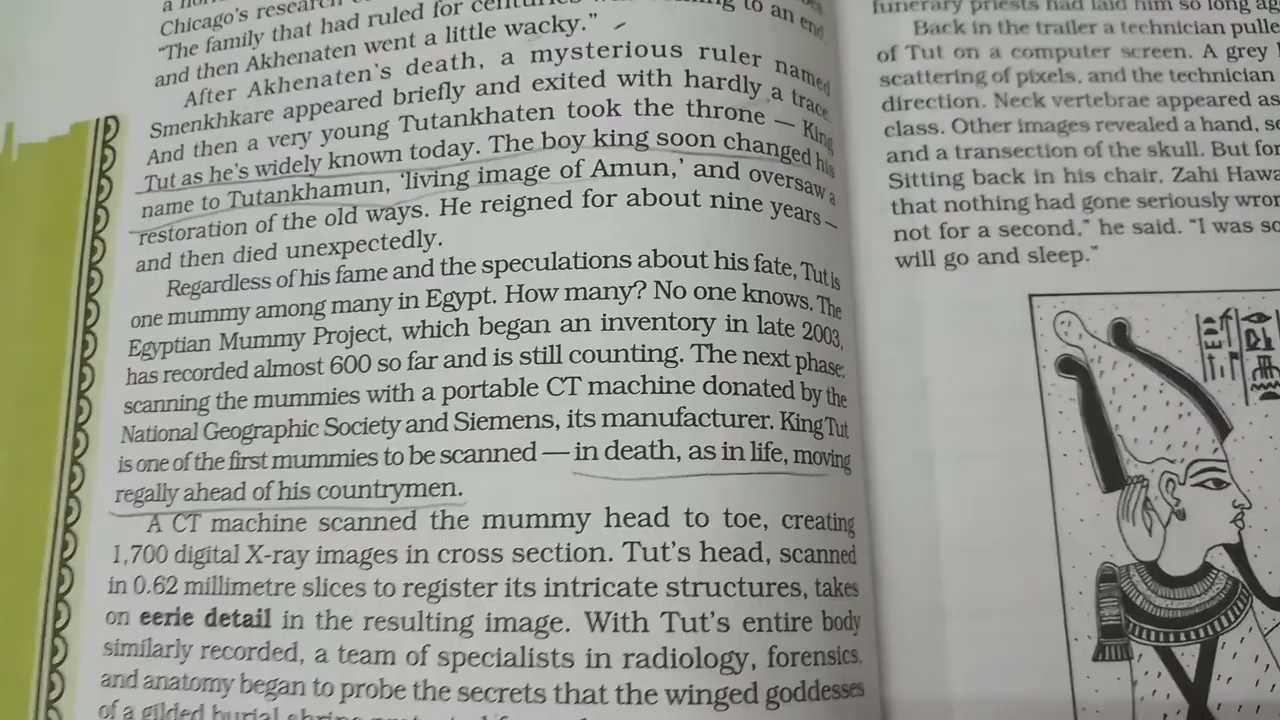 Chicago's research
"The family that had ruled for centuries to an end
and then Akhenaten went a little wacky."
After Akhenaten's death, a mysterious ruler named
Smenkhkare appeared briefly and exited with hardly a trace.
And then a very young Tutankhaten took the throne — King
Tut as he's widely known today. The boy king soon changed his
name to Tutankhamun, 'living image of Amun,' and oversaw a
restoration of the old ways. He reigned for about nine years —
and then died unexpectedly.
Regardless of his fame and the speculations about his fate, Tut is
one mummy among many in Egypt. How many? No one knows. The
Egyptian Mummy Project, which began an inventory in late 2003,
has recorded almost 600 so far and is still counting. The next phase:
scanning the mummies with a portable CT machine donated by the
National Geographic Society and Siemens, its manufacturer. King Tut
is one of the first mummies to be scanned — in death, as in life, moving
regally ahead of his countrymen.
A CT machine scanned the mummy head to toe, creating
1,700 digital X-ray images in cross section. Tut's head, scanned
in 0.62 millimetre slices to register its intricate structures, takes
on eerie detail in the resulting image. With Tut's entire body
similarly recorded, a team of specialists in radiology, forensics,
and anatomy began to probe the secrets that the winged goddesses
of a gilded burial
funerary priests had laid him so long
Back in the trailer a technician
of Tut on a computer screen. A grey
scattering of pixels, and the technician
direction. Neck vertebrae appeared as
class. Other images revealed a hand,
and a transection of the skull. But for
Sitting back in his chair, Zahi
that nothing had gone seriously
not for a second," he said. "I was
will go and sleep."